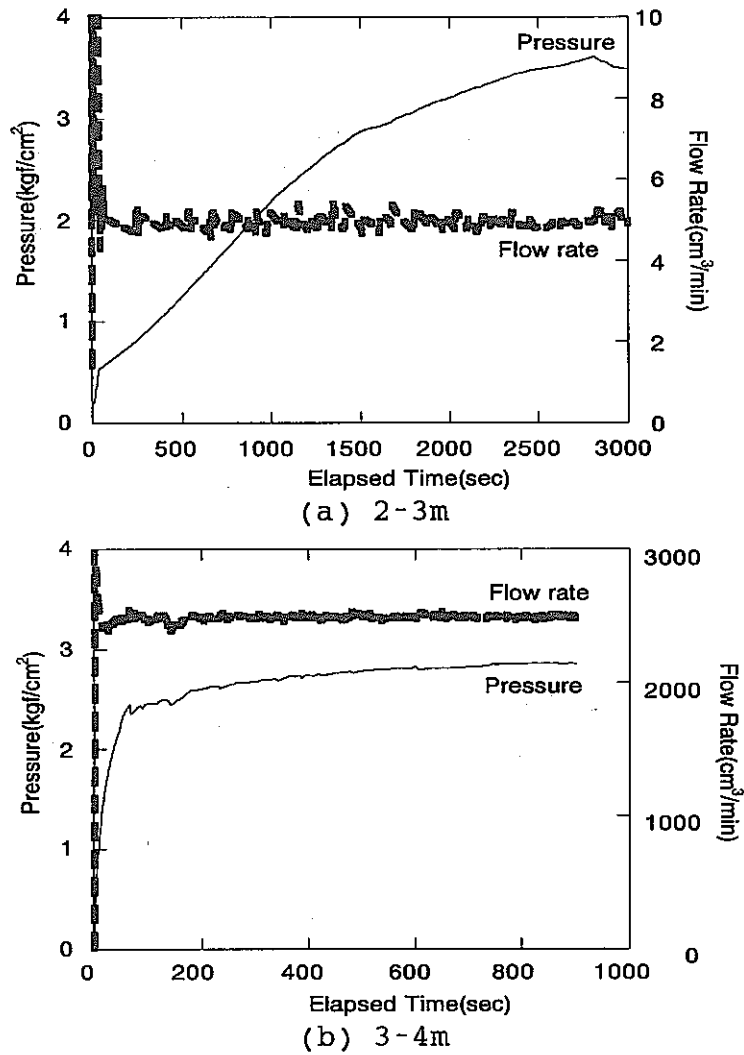 4
3
2
1
0
Pressure(kgf/cm²)
10
8
6
4
2
0
Flow Rate(cm³/min)
Pressure
Flow rate
0 500 1000 1500 2000 2500 3000
Elapsed Time(sec)
(a) 2-3m
4
3
2
1
0
Pressure(kgf/cm²)
3000
2000
1000
0
Flow Rate(cm³/min)
Flow rate
Pressure
0 200 400 600 800 1000
Elapsed Time(sec)
(b) 3-4m